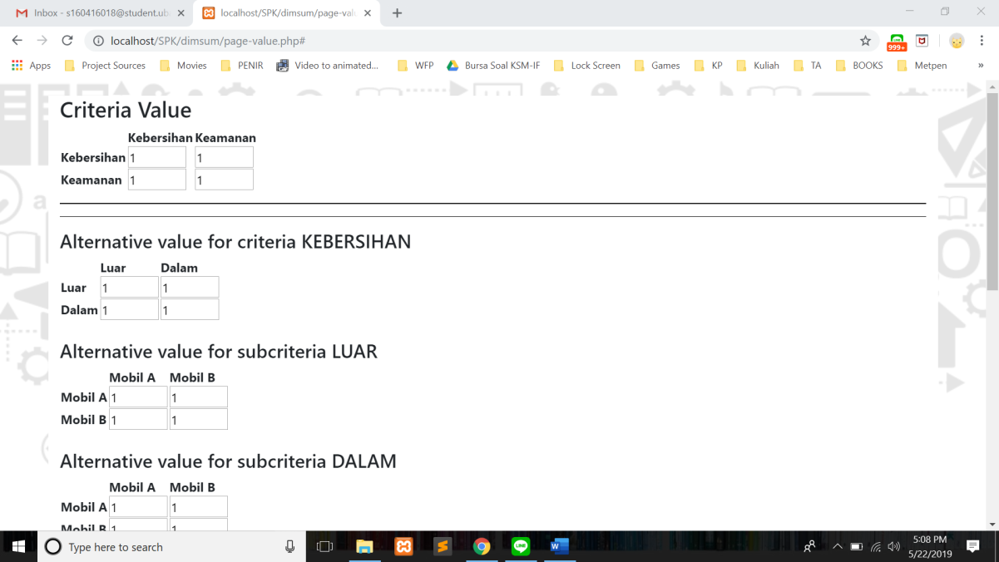 Inbox - s160416018@student.ub
localhost/SPK/dimsum/page-valu
localhost/SPK/dimsum/page-value.php#
999+
Apps Project Sources Movies PENIR Video to animated... WFP Bursa Soal KSM-IF Lock Screen Games KP Kuliah TA BOOKS Metpen »
Criteria Value
Kebersihan Keamanan
Kebersihan 1 1
Keamanan 1 1
Alternative value for criteria KEBERSIHAN
Luar Dalam
Luar 1 1
Dalam 1 1
Alternative value for subcriteria LUAR
Mobil A Mobil B
Mobil A 1 1
Mobil B 1 1
Alternative value for subcriteria DALAM
Mobil A Mobil B
Mobil A 1 1
Mobil B 1 1
Type here to search
LINE
W
5:08 PM
5/22/2019